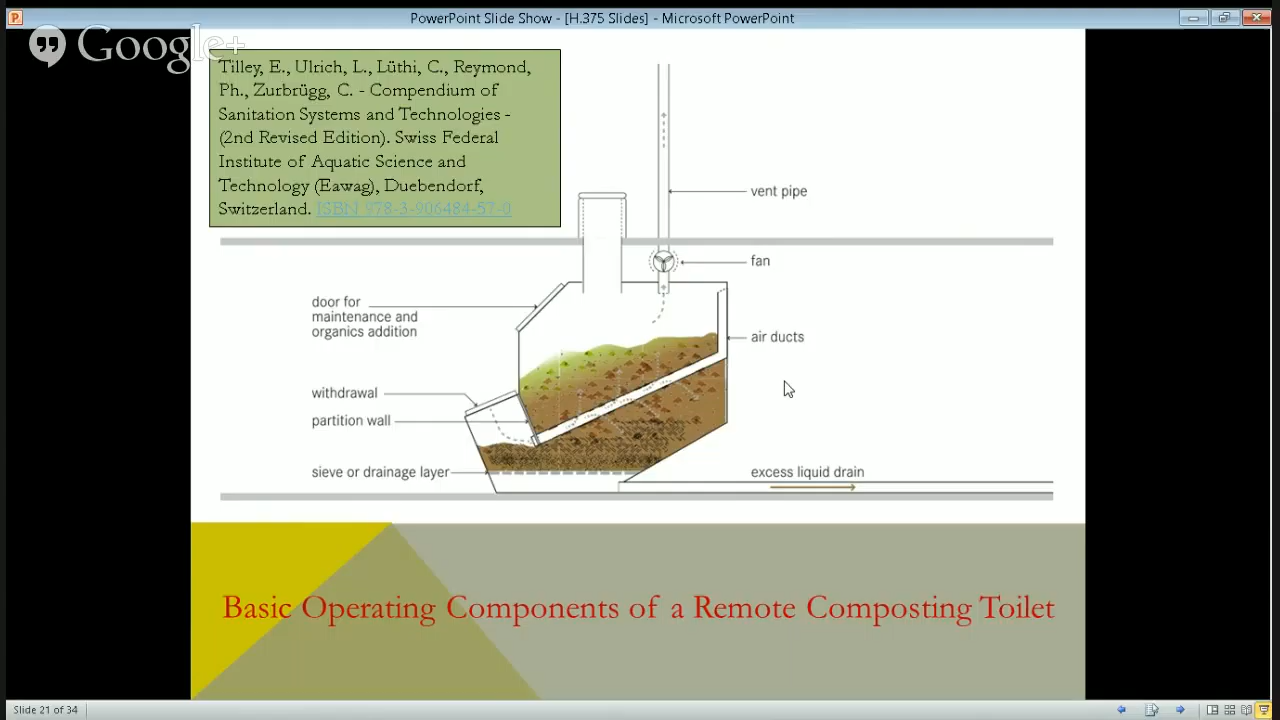 PowerPoint Slide Show - [H.375 Slides] - Microsoft PowerPoint
Google+
Tilley, E., Ulrich, L., Lüthi, C., Reymond,
Ph., Zurbrügg, C. - Compendium of
Sanitation Systems and Technologies -
(2nd Revised Edition). Swiss Federal
Institute of Aquatic Science and
Technology (Eawag), Duebendorf,
Switzerland. ISBN 978-3-906484-57-0
vent pipe
fan
door for
maintenance and
organics addition
air ducts
withdrawal
partition wall
sieve or drainage layer
excess liquid drain
Basic Operating Components of a Remote Composting Toilet
Slide 21 of 34